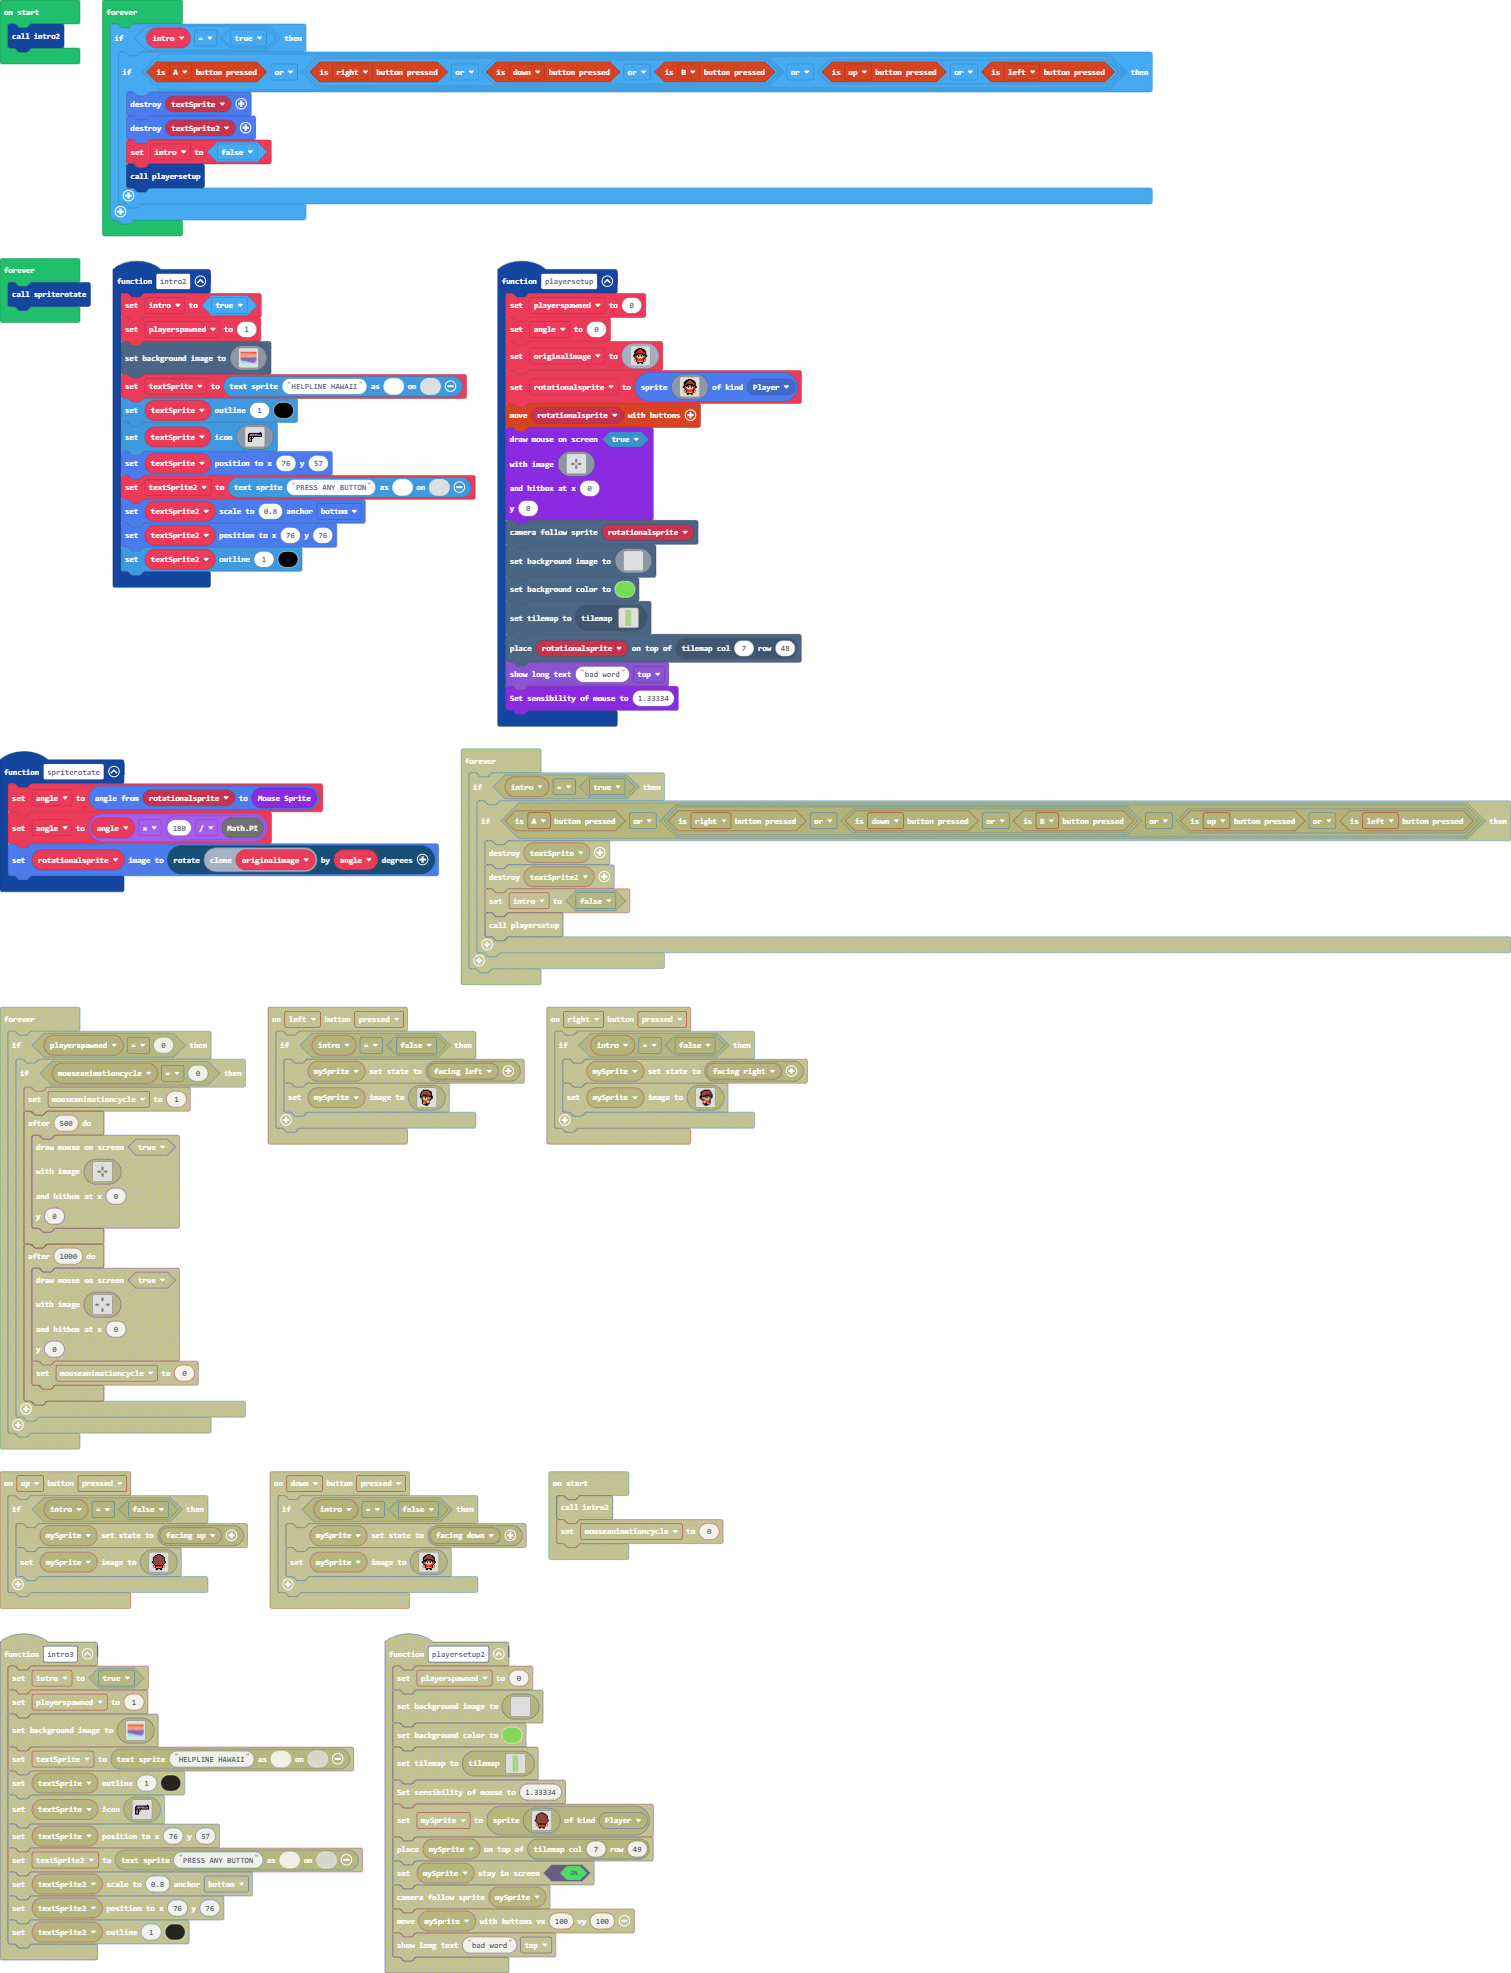 on start
call intro2
forever
if intro = true then
if is A button pressed or is right button pressed or is down button pressed or is B button pressed or is up button pressed or is left button pressed then
destroy textSprite
destroy textSprite2
set intro to false
call playersetup
forever
call spriterotate
function intro2
set intro to true
set playerspawned to 1
set background image to
set textSprite to text sprite "HELPLINE HAWAII" as on
set textSprite outline 1
set textSprite icon
set textSprite position to x 76 y 57
set textSprite2 to text sprite "PRESS ANY BUTTON" as on
set textSprite2 scale to 0.8 anchor bottom
set textSprite2 position to x 76 y 76
set textSprite2 outline 1
function playersetup
set playerspawned to 0
set angle to 0
set originalimage to
set rotationalsprite to sprite of kind Player
move rotationalsprite with buttons
draw mouse on screen true
with image
and hitbox at x 0
y 0
camera follow sprite rotationalsprite
set background image to
set background color to
set tilemap to tilemap
place rotationalsprite on top of tilemap col 7 row 48
show long text "bad word" top
Set sensibility of mouse to 1.33334
function spriterotate
set angle to angle from rotationalsprite to Mouse Sprite
set angle to angle × 180 / Math.PI
set rotationalsprite image to rotate clone originalimage by angle degrees
forever
if intro = true then
if is A button pressed or is right button pressed or is down button pressed or is B button pressed or is up button pressed or is left button pressed then
destroy textSprite
destroy textSprite2
set intro to false
call playersetup
forever
if playerspawned = 0 then
if mouseanimationcycle = 0 then
set mouseanimationcycle to 1
after 500 do
draw mouse on screen true
with image
and hitbox at x 0
y 0
after 1000 do
draw mouse on screen true
with image
and hitbox at x 0
y 0
set mouseanimationcycle to 0
on left button pressed
if intro = false then
mySprite set state to facing left
set mySprite image to
on right button pressed
if intro = false then
mySprite set state to facing right
set mySprite image to
on up button pressed
if intro = false then
mySprite set state to facing up
set mySprite image to
on down button pressed
if intro = false then
mySprite set state to facing down
set mySprite image to
on start
call intro2
set mouseanimationcycle to 0
function intro3
set intro to true
set playerspawned to 1
set background image to
set textSprite to text sprite "HELPLINE HAWAII" as on
set textSprite outline 1
set textSprite icon
set textSprite position to x 76 y 57
set textSprite2 to text sprite "PRESS ANY BUTTON" as on
set textSprite2 scale to 0.8 anchor bottom
set textSprite2 position to x 76 y 76
set textSprite2 outline 1
function playersetup2
set playerspawned to 0
set background image to
set background color to
set tilemap to tilemap
Set sensibility of mouse to 1.33334
set mySprite to sprite of kind Player
place mySprite on top of tilemap col 7 row 49
set mySprite stay in screen ON
camera follow sprite mySprite
move mySprite with buttons vx 100 vy 100
show long text "bad word" top